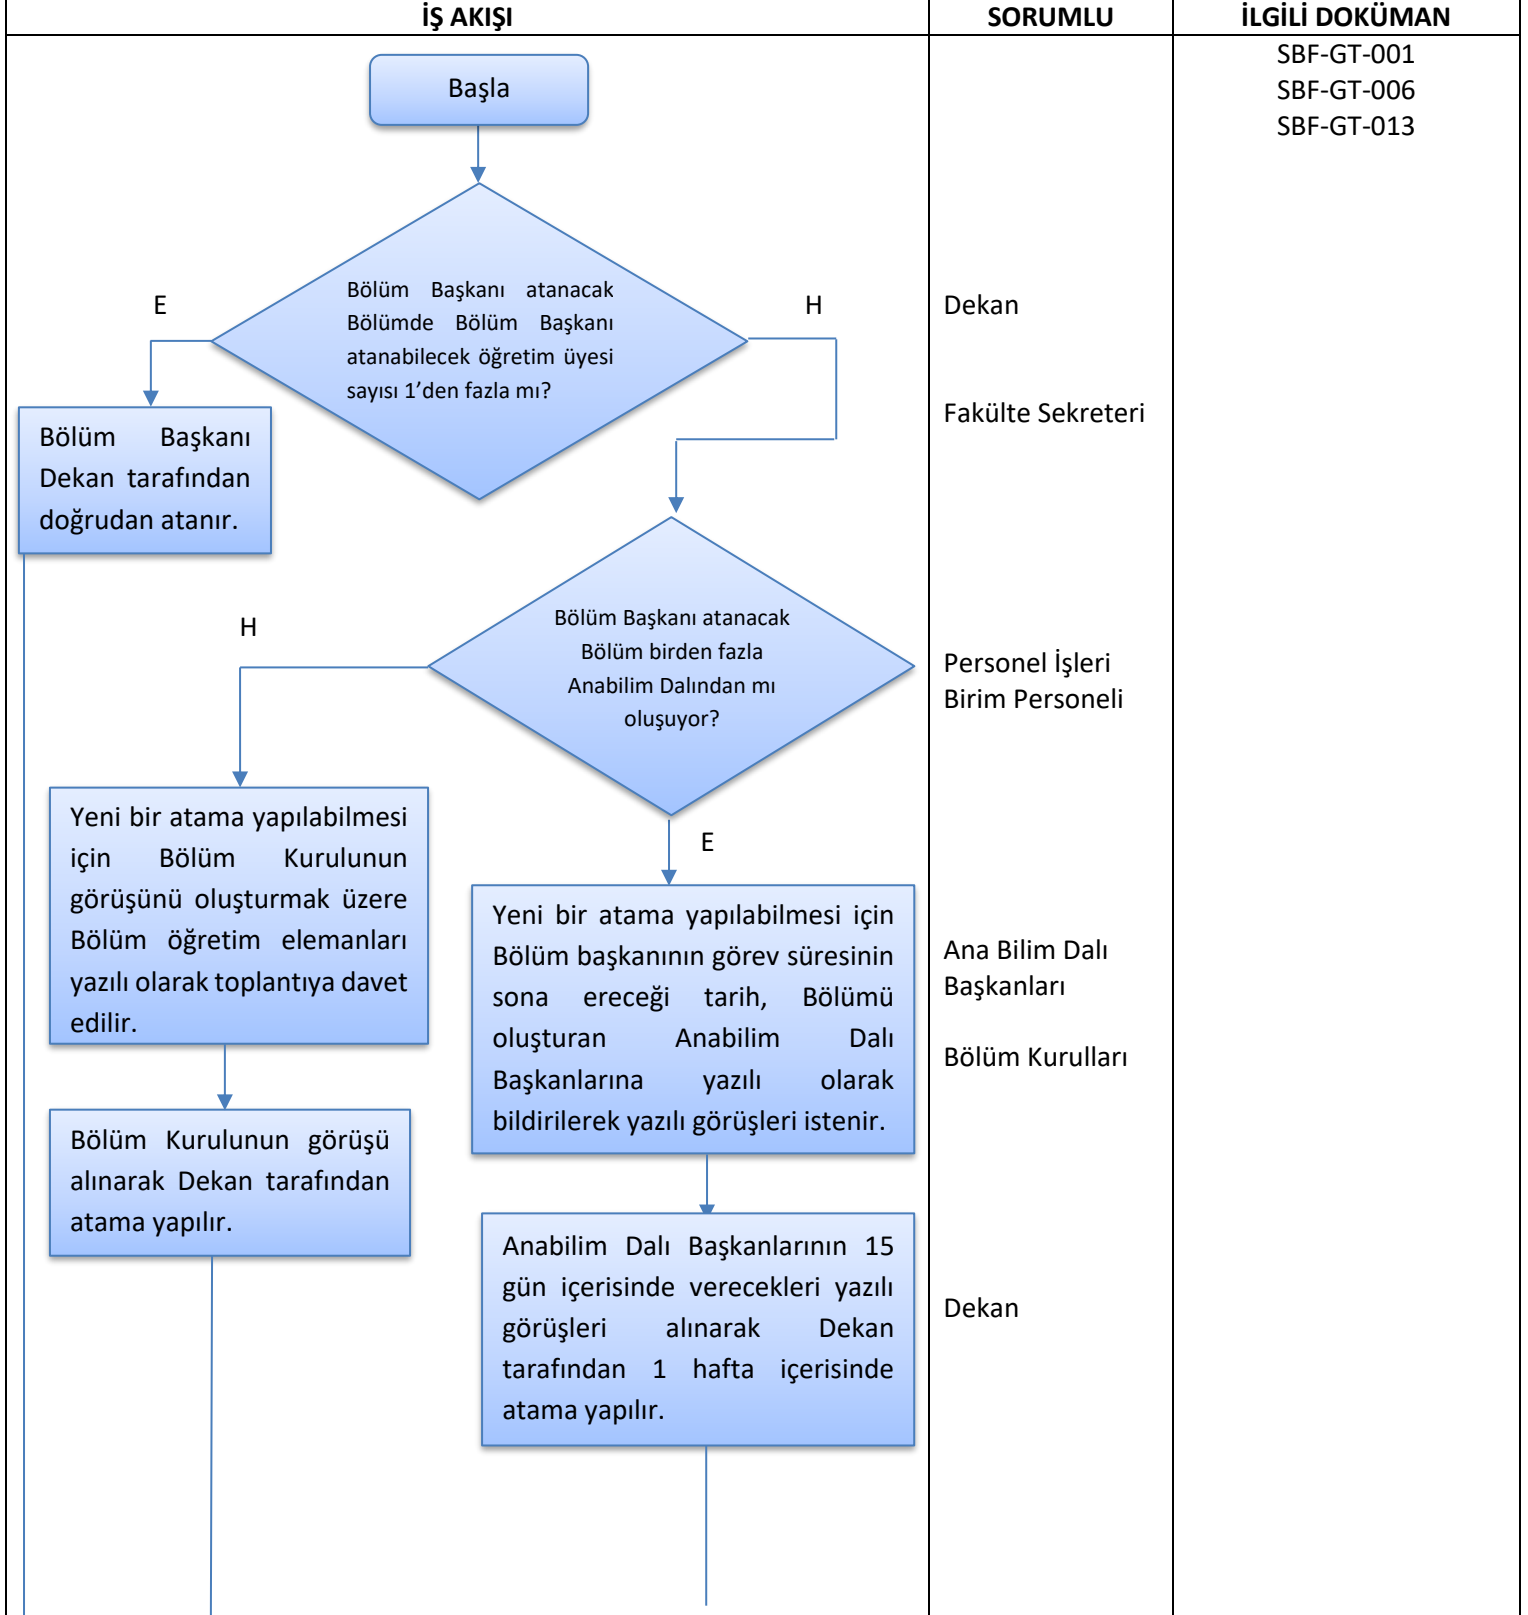 İŞ AKIŞI
SORUMLU
İLGİLİ DOKÜMAN
Başla
Bölüm Başkanı atanacak
Bölümde Bölüm Başkanı
atanabilecek öğretim üyesi
sayısı 1’den fazla mı?
E
H
Bölüm Başkanı
Dekan tarafından
doğrudan atanır.
Bölüm Başkanı atanacak
Bölüm birden fazla
Anabilim Dalından mı
oluşuyor?
H
E
Yeni bir atama yapılabilmesi
için Bölüm Kurulunun
görüşünü oluşturmak üzere
Bölüm öğretim elemanları
yazılı olarak toplantıya davet
edilir.
Yeni bir atama yapılabilmesi için
Bölüm başkanının görev süresinin
sona ereceği tarih, Bölümü
oluşturan Anabilim Dalı
Başkanlarına yazılı olarak
bildirilerek yazılı görüşleri istenir.
Bölüm Kurulunun görüşü
alınarak Dekan tarafından
atama yapılır.
Anabilim Dalı Başkanlarının 15
gün içerisinde verecekleri yazılı
görüşleri alınarak Dekan
tarafından 1 hafta içerisinde
atama yapılır.
Dekan
Fakülte Sekreteri
Personel İşleri
Birim Personeli
Ana Bilim Dalı
Başkanları
Bölüm Kurulları
Dekan
SBF-GT-001
SBF-GT-006
SBF-GT-013